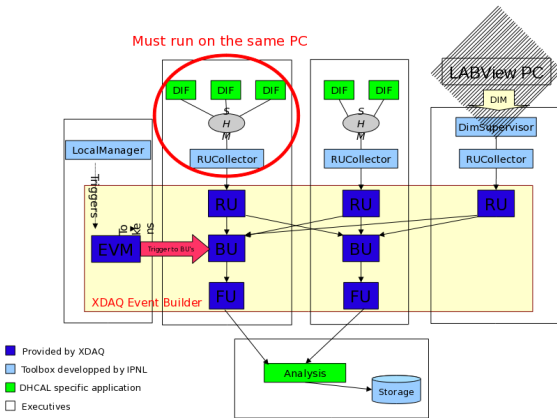 Must run on the same PC
LABView PC
DIF DIF DIF
DIF DIF
DIM
S
H
M
S
H
M
DimSupervisor
LocalManager
RUCollector
RUCollector
RUCollector
Triggers
RU
RU
RU
EVM
Trigger to BU's
BU
BU
XDAQ Event Builder
FU
FU
Provided by XDAQ
Toolbox developped by IPNL
DHCAL specific application
Executives
Analysis
Storage